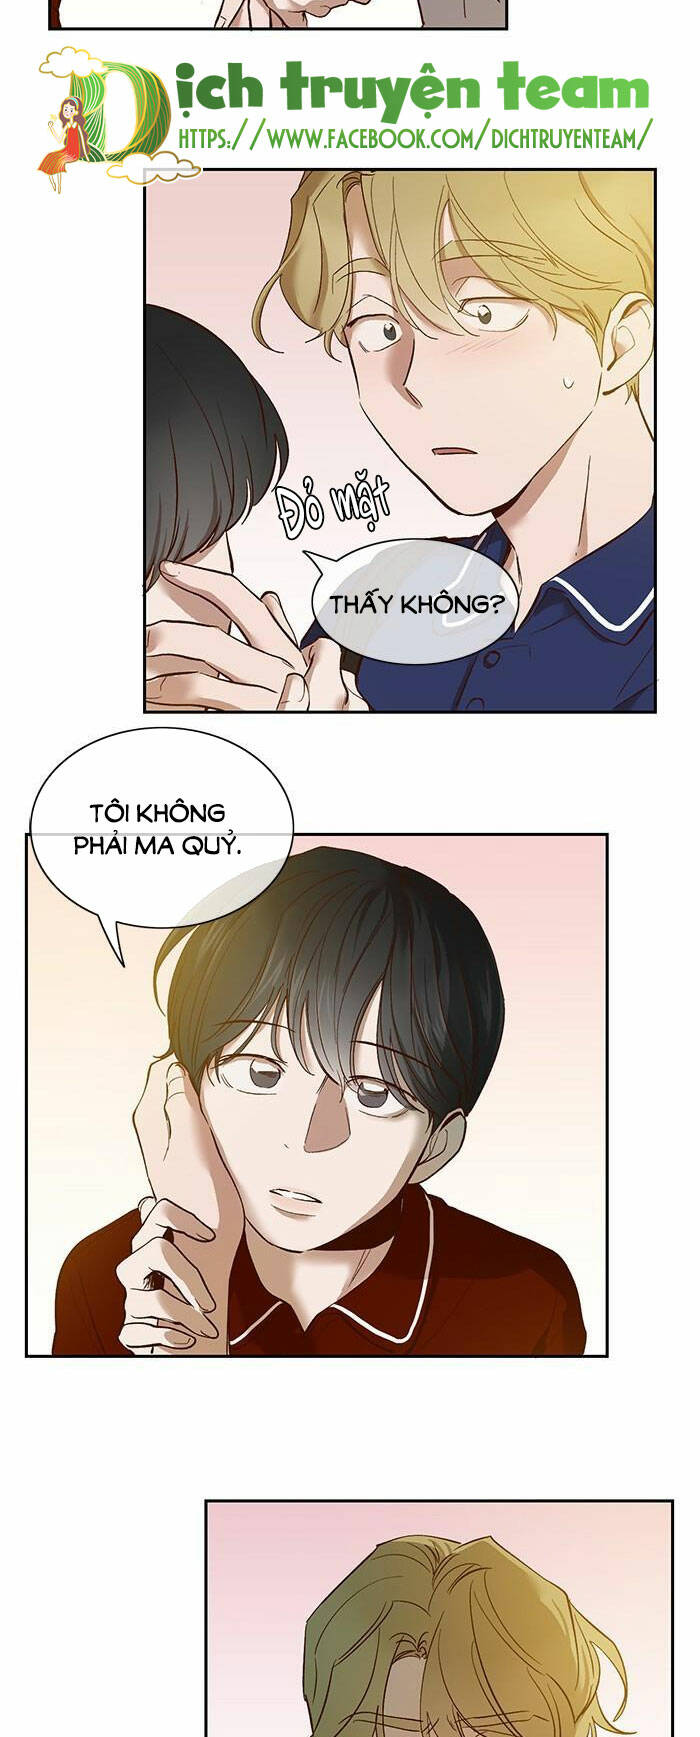 Dịch truyện team
HTTPS://WWW.FACEBOOK.COM/DICHTRUYENTEAM/
Đỏ mặt
THẤY KHÔNG?
TÔI KHÔNG
PHẢI MA QUỶ.